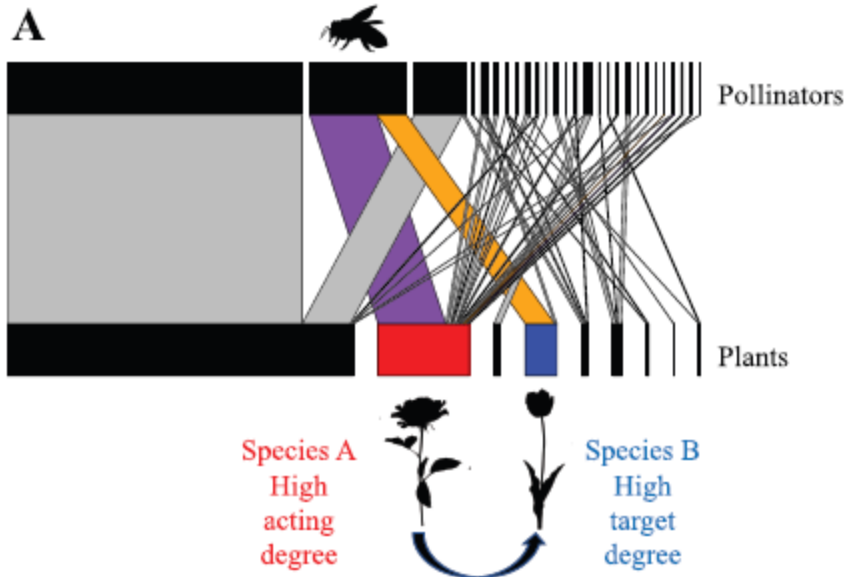 A
Pollinators
Plants
Species A
High
acting
degree
Species B
High
target
degree